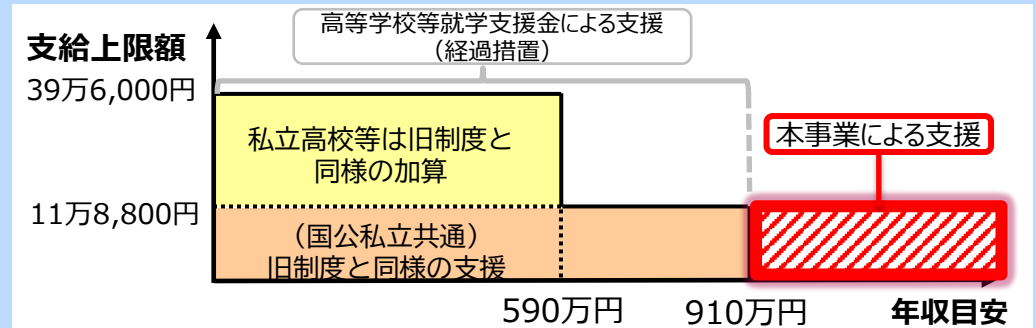 高等学校等就学支援金による支援
（経過措置）
支給上限額
39万6,000円
私立高校等は旧制度と
同様の加算
本事業による支援
11万8,800円
（国公私立共通）
旧制度と同様の支援
590万円
910万円
年収目安